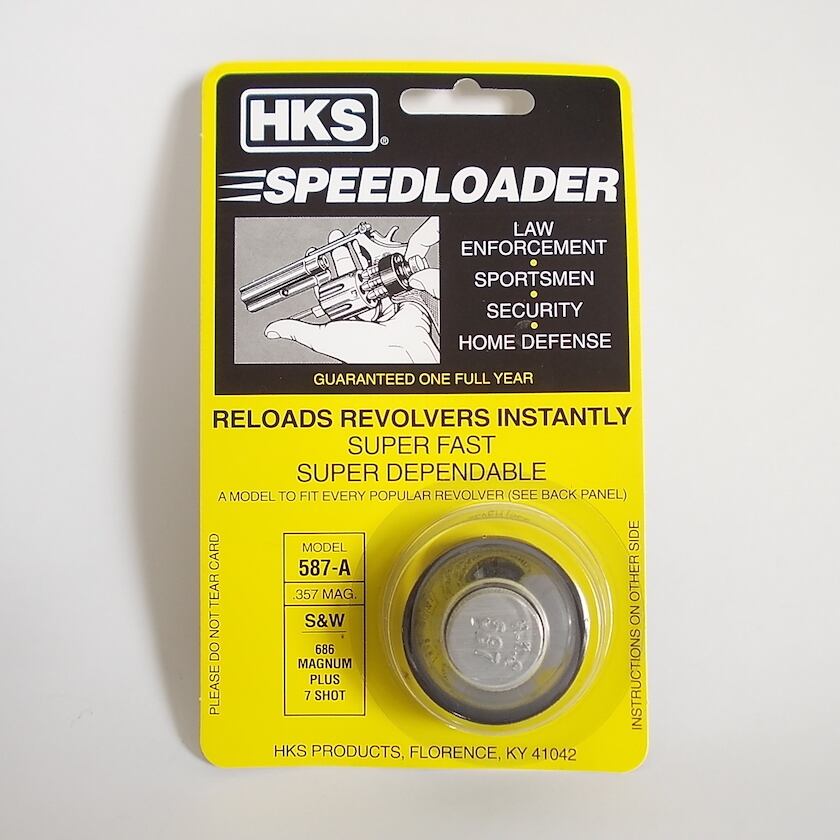 HKS®
SPEEDLOADER
LAW
ENFORCEMENT
•
SPORTSMEN
•
SECURITY
•
HOME DEFENSE
GUARANTEED ONE FULL YEAR
RELOADS REVOLVERS INSTANTLY
SUPER FAST
SUPER DEPENDABLE
A MODEL TO FIT EVERY POPULAR REVOLVER (SEE BACK PANEL)
PLEASE DO NOT TEAR CARD
MODEL
587-A
.357 MAG.
S&W
686
MAGNUM
PLUS
7 SHOT
INSTRUCTIONS ON OTHER SIDE
HKS PRODUCTS, FLORENCE, KY 41042